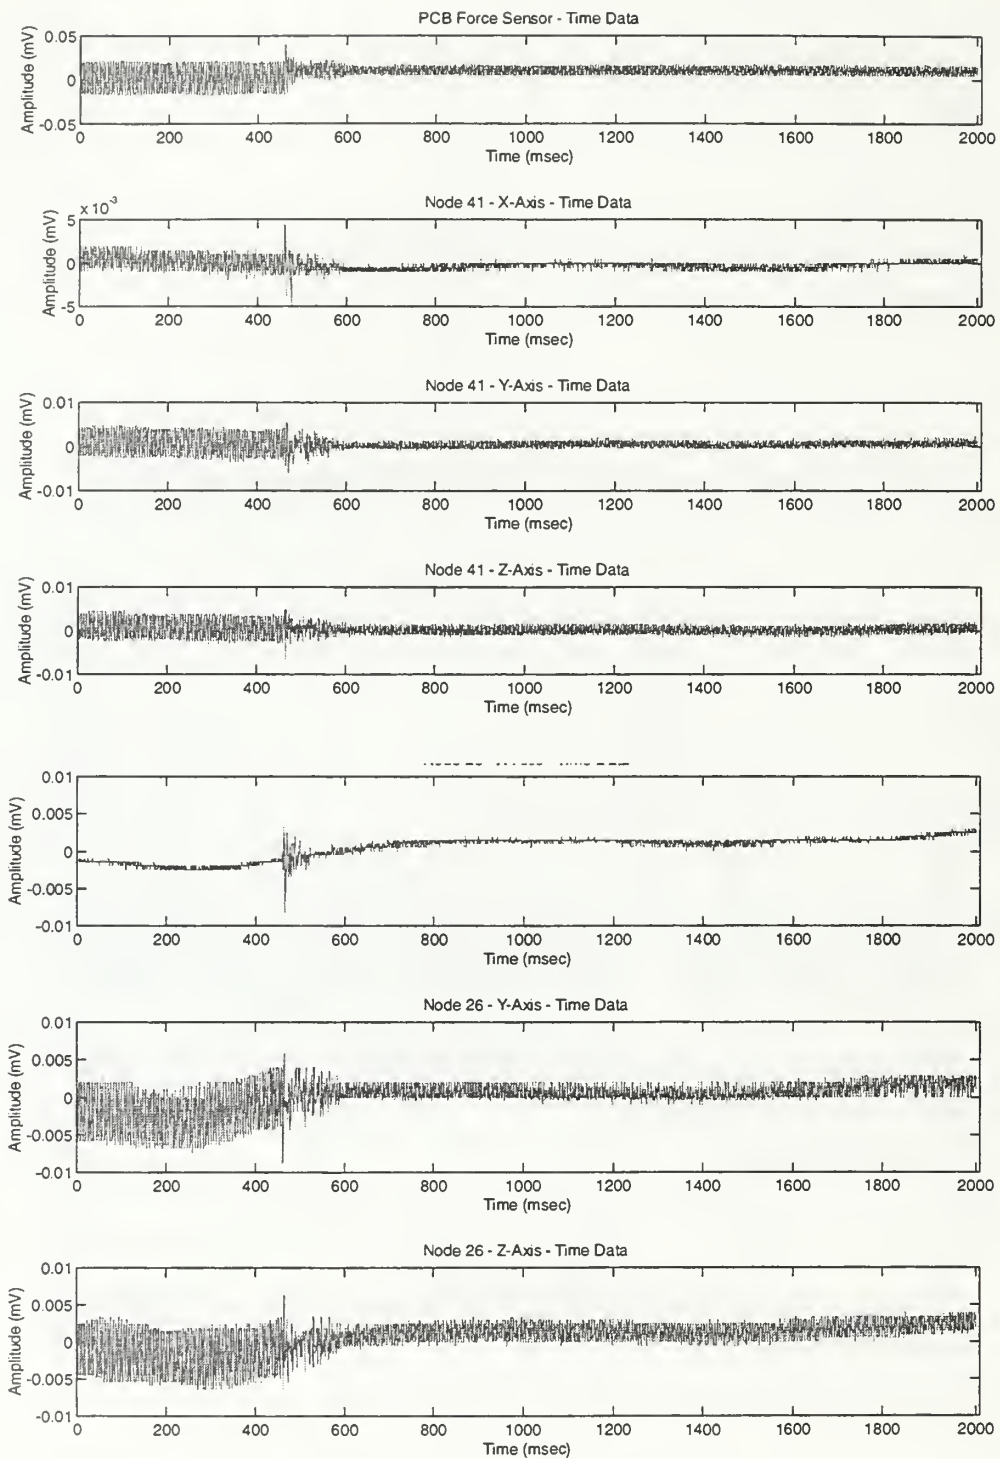 PCB Force Sensor - Time Data
Amplitude (mV)
0.05
0
-0.05
0 200 400 600 800 1000 1200 1400 1600 1800 2000
Time (msec)
Node 41 - X-Axis - Time Data
x 10^-3
Amplitude (mV)
5
0
-5
0 200 400 600 800 1000 1200 1400 1600 1800 2000
Time (msec)
Node 41 - Y-Axis - Time Data
Amplitude (mV)
0.01
0
-0.01
0 200 400 600 800 1000 1200 1400 1600 1800 2000
Time (msec)
Node 41 - Z-Axis - Time Data
Amplitude (mV)
0.01
0
-0.01
0 200 400 600 800 1000 1200 1400 1600 1800 2000
Time (msec)
Amplitude (mV)
0.01
0.005
0
-0.005
-0.01
0 200 400 600 800 1000 1200 1400 1600 1800 2000
Time (msec)
Node 26 - Y-Axis - Time Data
Amplitude (mV)
0.01
0.005
0
-0.005
-0.01
0 200 400 600 800 1000 1200 1400 1600 1800 2000
Time (msec)
Node 26 - Z-Axis - Time Data
Amplitude (mV)
0.01
0.005
0
-0.005
-0.01
0 200 400 600 800 1000 1200 1400 1600 1800 2000
Time (msec)